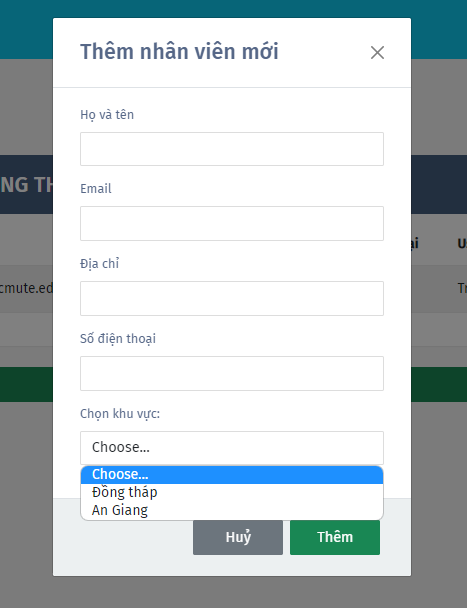 Thêm nhân viên mới
Họ và tên
Email
Địa chỉ
Số điện thoại
Chọn khu vực:
Choose...
Choose...
Đồng tháp
An Giang
Huỷ
Thêm